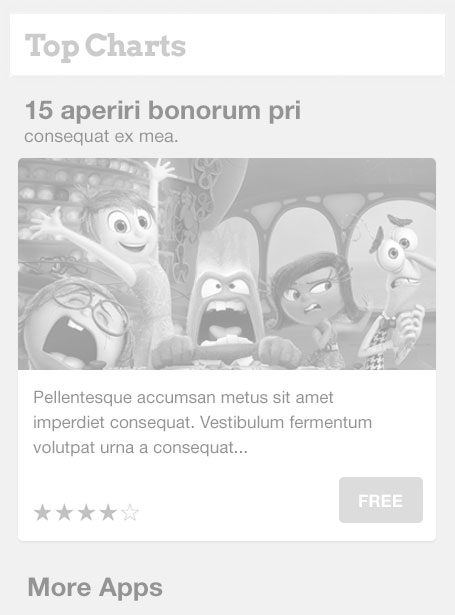 Top Charts
15 aperiri bonorum pri
consequat ex mea.
Pellentesque accumsan metus sit amet
imperdiet consequat. Vestibulum fermentum
volutpat urna a consequat...
FREE
More Apps